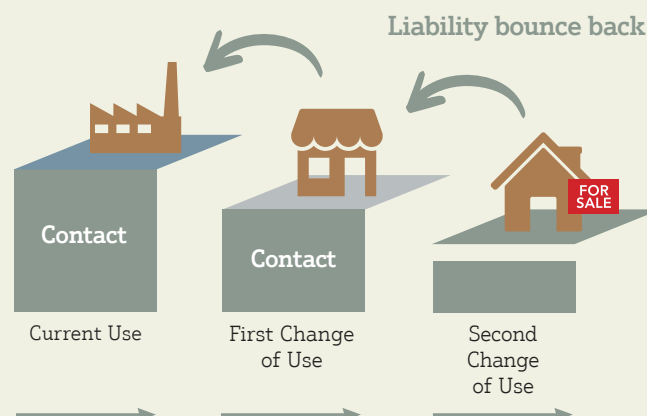 Liability bounce back
FOR
SALE
Contact
Contact
Current Use
First Change
of Use
Second
Change
of Use